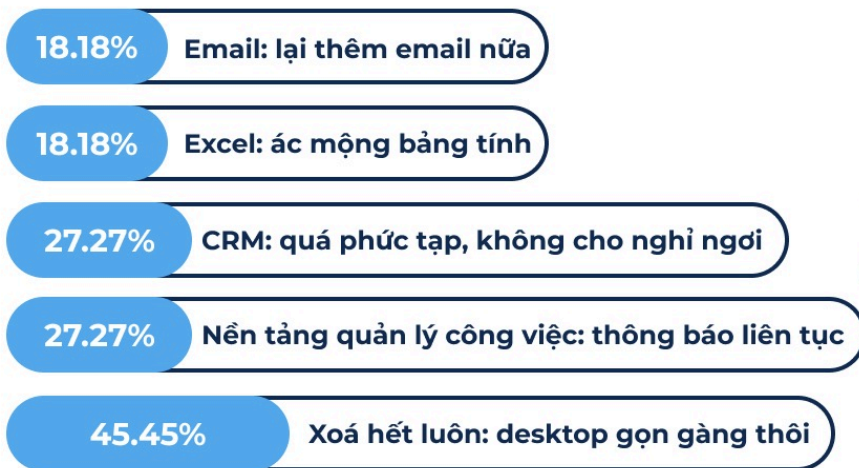 18.18% Email: lại thêm email nữa
18.18% Excel: ác mộng bảng tính
27.27% CRM: quá phức tạp, không cho nghỉ ngơi
27.27% Nền tảng quản lý công việc: thông báo liên tục
45.45% Xoá hết luôn: desktop gọn gàng thôi